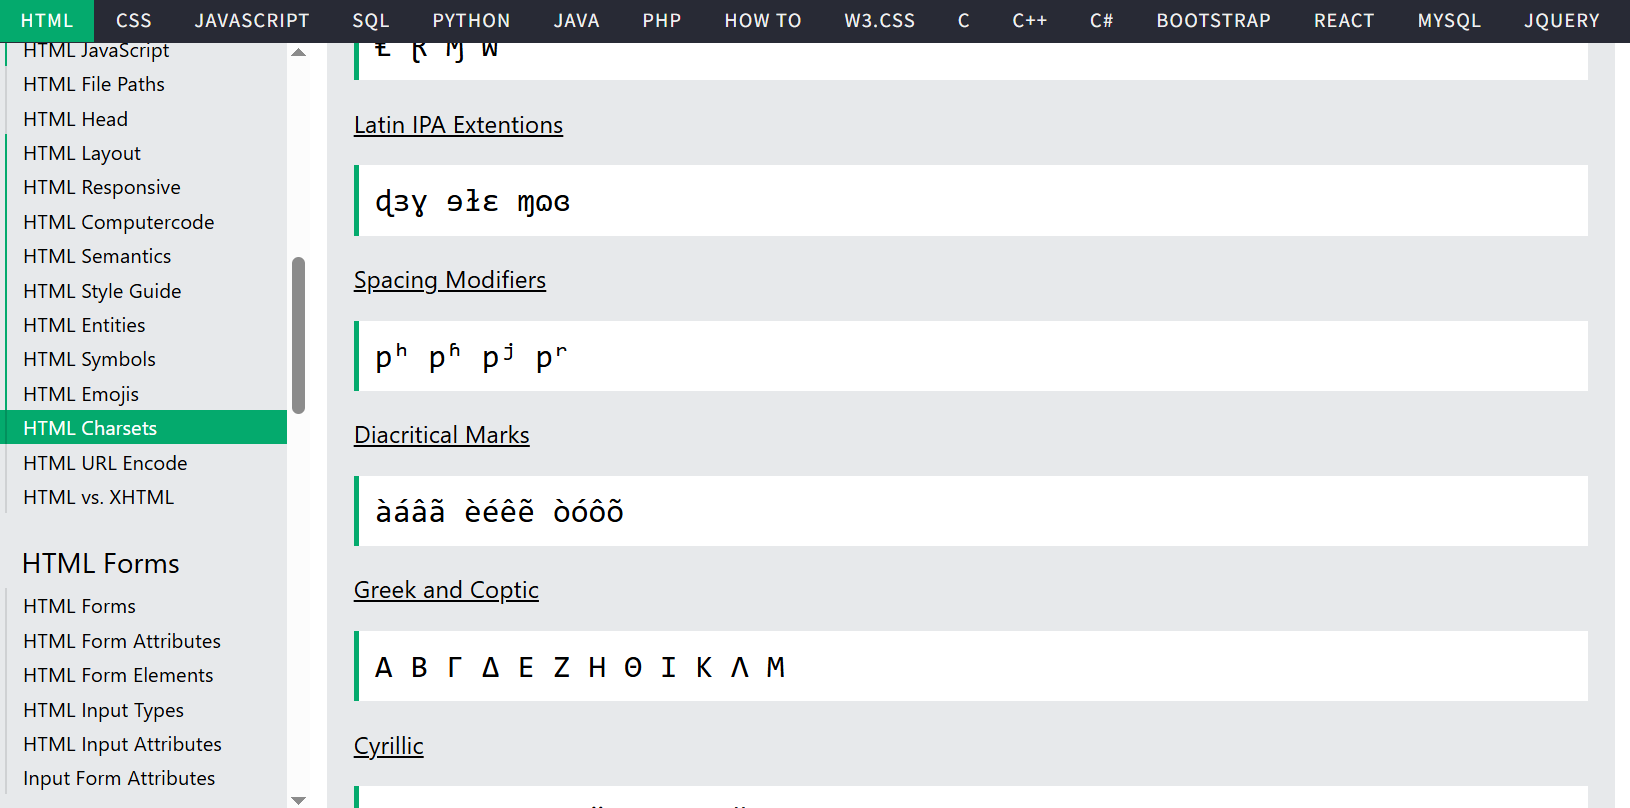 HTML CSS JAVASCRIPT SQL PYTHON JAVA PHP HOW TO W3.CSS C C++ C# BOOTSTRAP REACT MYSQL JQUERY
HTML JavaScript
HTML File Paths
HTML Head
HTML Layout
HTML Responsive
HTML Computercode
HTML Semantics
HTML Style Guide
HTML Entities
HTML Symbols
HTML Emojis
HTML Charsets
HTML URL Encode
HTML vs. XHTML
HTML Forms
HTML Forms
HTML Form Attributes
HTML Form Elements
HTML Input Types
HTML Input Attributes
Input Form Attributes
Latin IPA Extentions
ɖɜɣ ɘɫɛ ɱɷɞ
Spacing Modifiers
pʰ pʱ pʲ pʳ
Diacritical Marks
àáâã èéêẽ òóôõ
Greek and Coptic
Α Β Γ Δ Ε Ζ Η Θ Ι Κ Λ Μ
Cyrillic